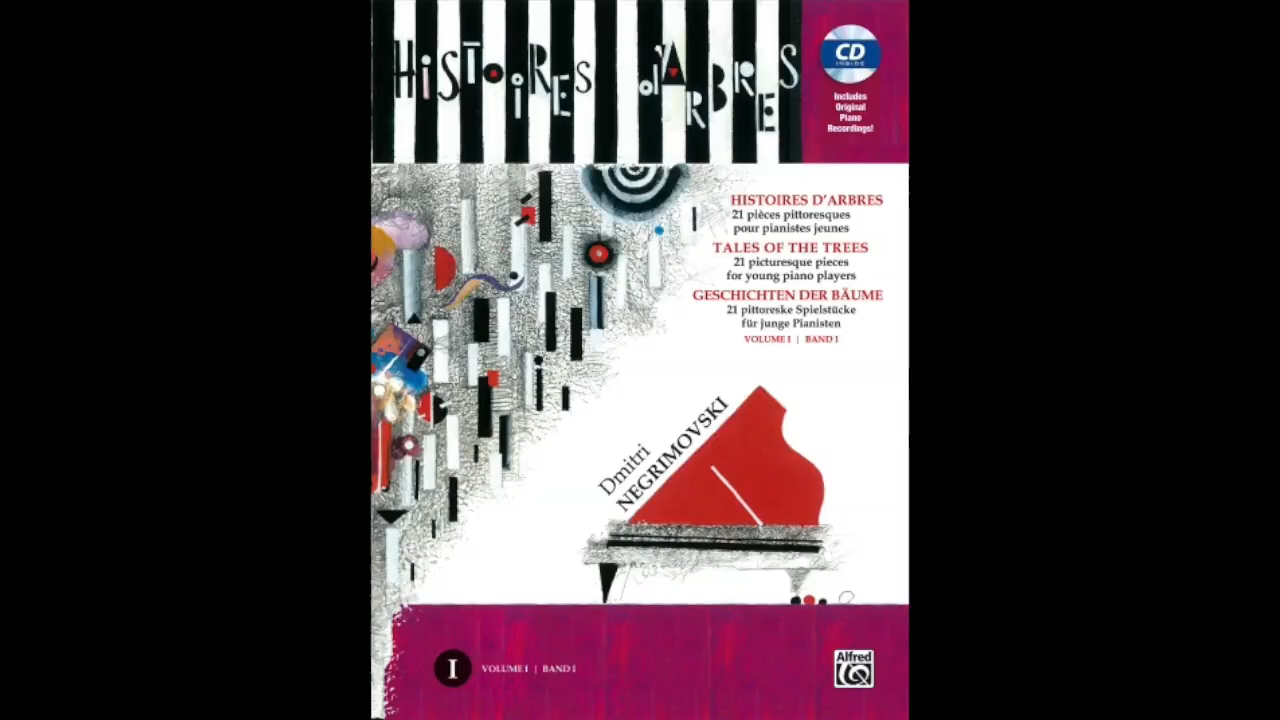 HiSToiRES d'ARBRES
CD
Includes
Original
Piano
Recordings!
HISTOIRES D'ARBRES
21 pièces pittoresques
pour pianistes jeunes
TALES OF THE TREES
21 picturesque pieces
for young piano players
GESCHICHTEN DER BÄUME
21 pittoreske Spielstücke
für junge Pianisten
VOLUME I | BAND I
Dmitri
NEGRIMOVSKI
I VOLUME I | BAND I
Alfred